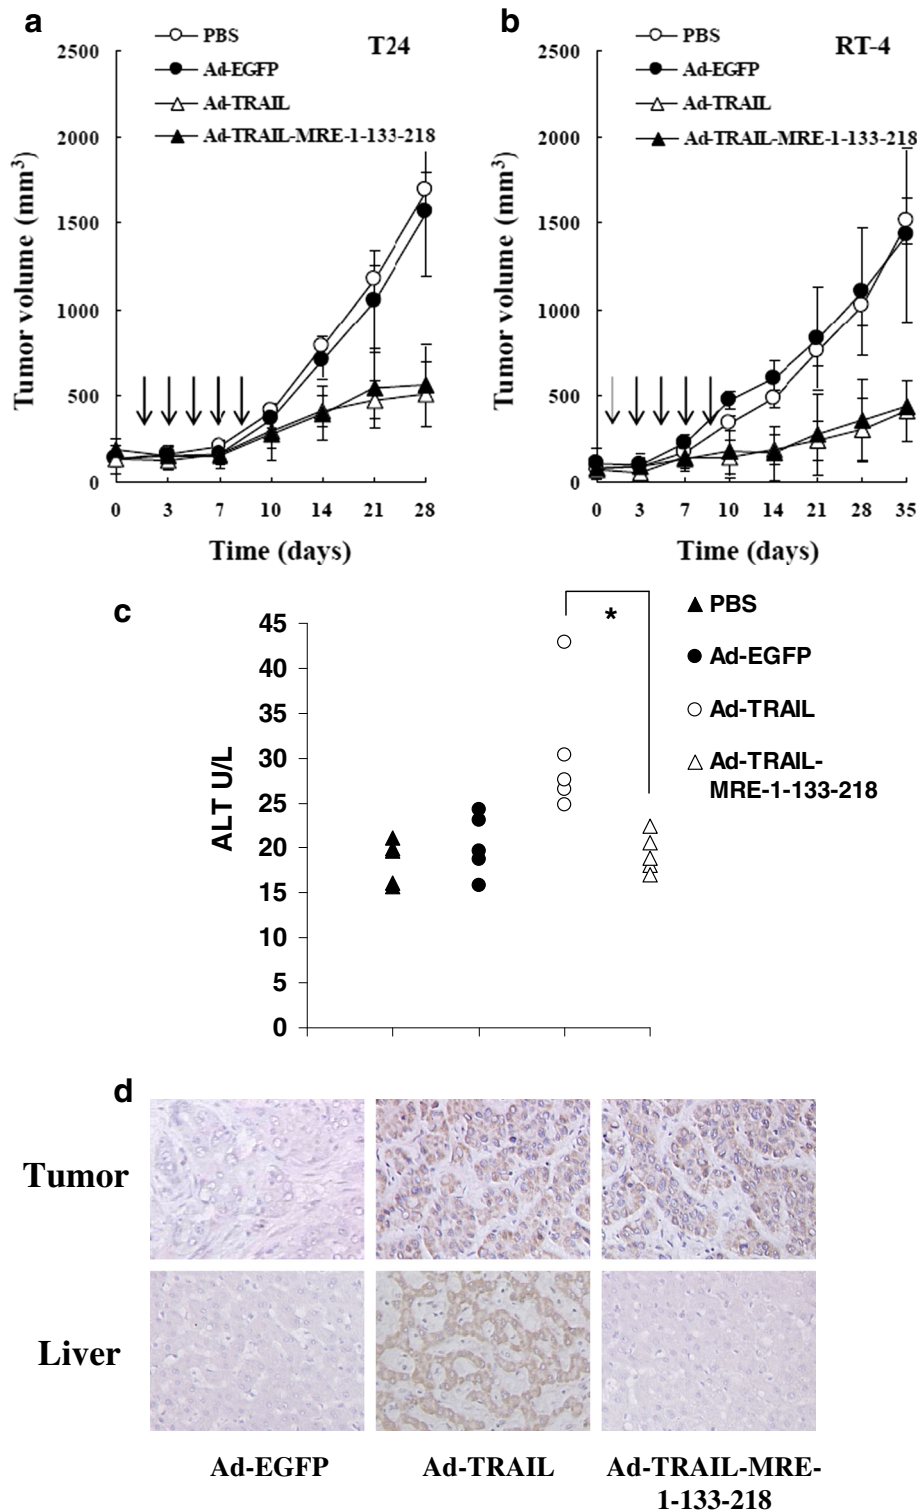 a
PBS
Ad-EGFP
Ad-TRAIL
Ad-TRAIL-MRE-1-133-218
T24
2500
2000
1500
1000
500
0
Tumor volume (mm³)
0 3 7 10 14 21 28
Time (days)
b
PBS
Ad-EGFP
Ad-TRAIL
Ad-TRAIL-MRE-1-133-218
RT-4
2500
2000
1500
1000
500
0
Tumor volume (mm³)
0 3 7 10 14 21 28 35
Time (days)
c
45
40
35
30
25
20
15
10
5
0
ALT U/L
*
PBS
Ad-EGFP
Ad-TRAIL
Ad-TRAIL-
MRE-1-133-218
d
Tumor
Liver
Ad-EGFP
Ad-TRAIL
Ad-TRAIL-MRE-
1-133-218